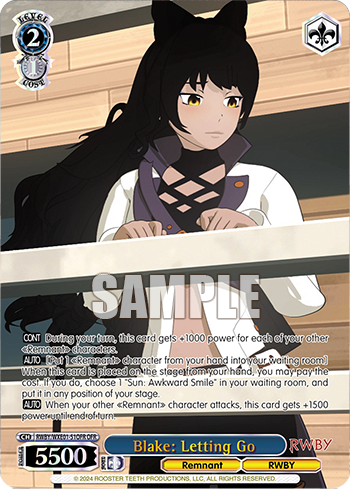 LEVEL
2
1
COST
SAMPLE
CONT During your turn, this card gets +1000 power for each of your other
«Remnant» characters.
AUTO [Put 1 «Remnant» character from your hand into your waiting room]
When this card is placed on the stage from your hand, you may pay the
cost. If you do, choose 1 "Sun: Awkward Smile" in your waiting room, and
put it in any position of your stage.
AUTO When your other «Remnant» character attacks, this card gets +1500
power until end of turn.
Blake: Letting Go
RWBY
POWER
5500
Remnant
RWBY
© 2024 ROOSTER TEETH PRODUCTIONS, LLC, ALL RIGHTS RESERVED.